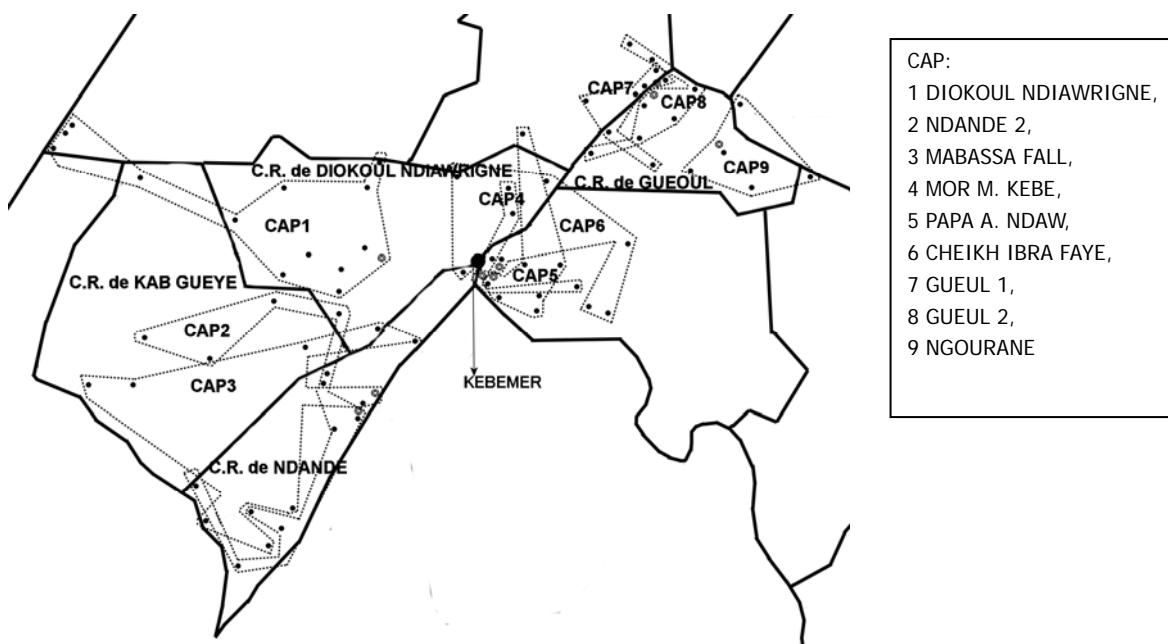 CAP7
CAP8
CAP9
C.R. de DIOKOUL NDIAWRIGNE
C.R. de GUEOUL
CAP4
CAP1
CAP6
CAP5
C.R. de KAB GUEYE
CAP2
CAP3
KEBEMER
C.R. de NDANDE
CAP:
1 DIOKOUL NDIAWRIGNE,
2 NDANDE 2,
3 MABASSA FALL,
4 MOR M. KEBE,
5 PAPA A. NDAW,
6 CHEIKH IBRA FAYE,
7 GUEUL 1,
8 GUEUL 2,
9 NGOURANE